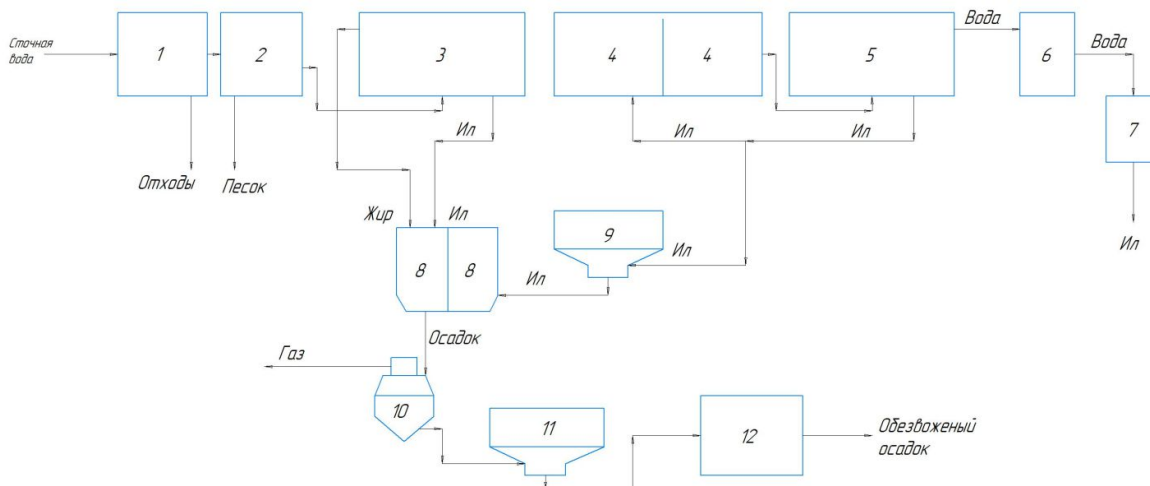 Сточная
вода
1
2
3
4
4
5
Вода
6
Вода
7
Ил
Ил
Ил
Отходы
Песок
Жир
Ил
8
8
Ил
9
Ил
Ил
Осадок
Газ
10
11
12
Обезвоженый
осадок